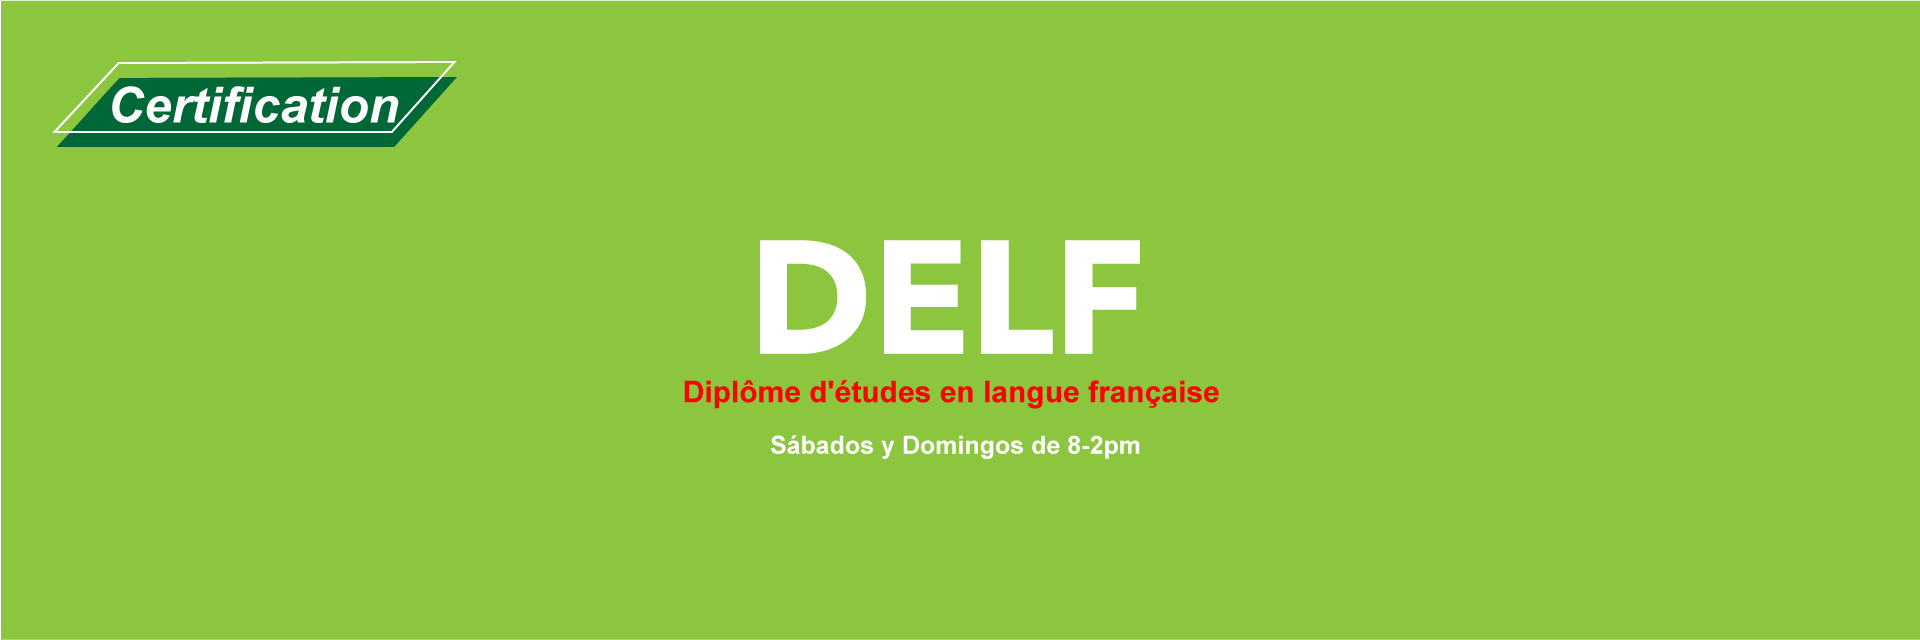 Certification
DELF
Diplôme d'études en langue française
Sábados y Domingos de 8-2pm